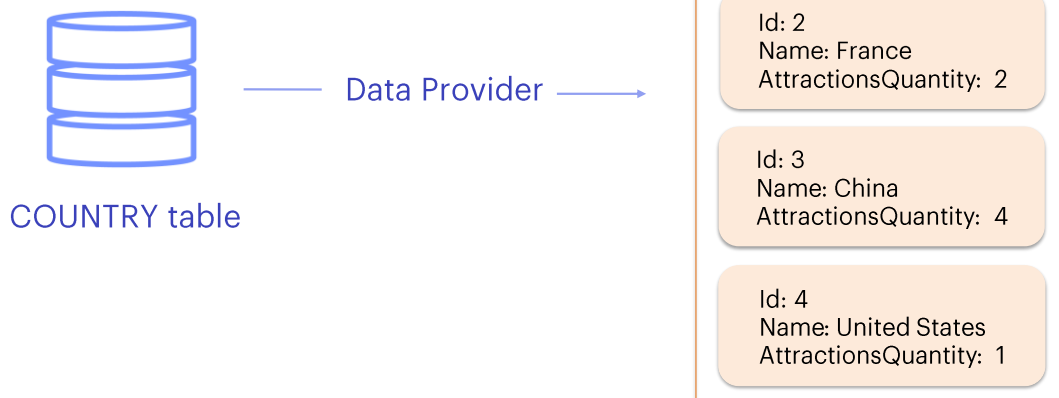 Data Provider
COUNTRY table
Id: 2
Name: France
AttractionsQuantity: 2
Id: 3
Name: China
AttractionsQuantity: 4
Id: 4
Name: United States
AttractionsQuantity: 1